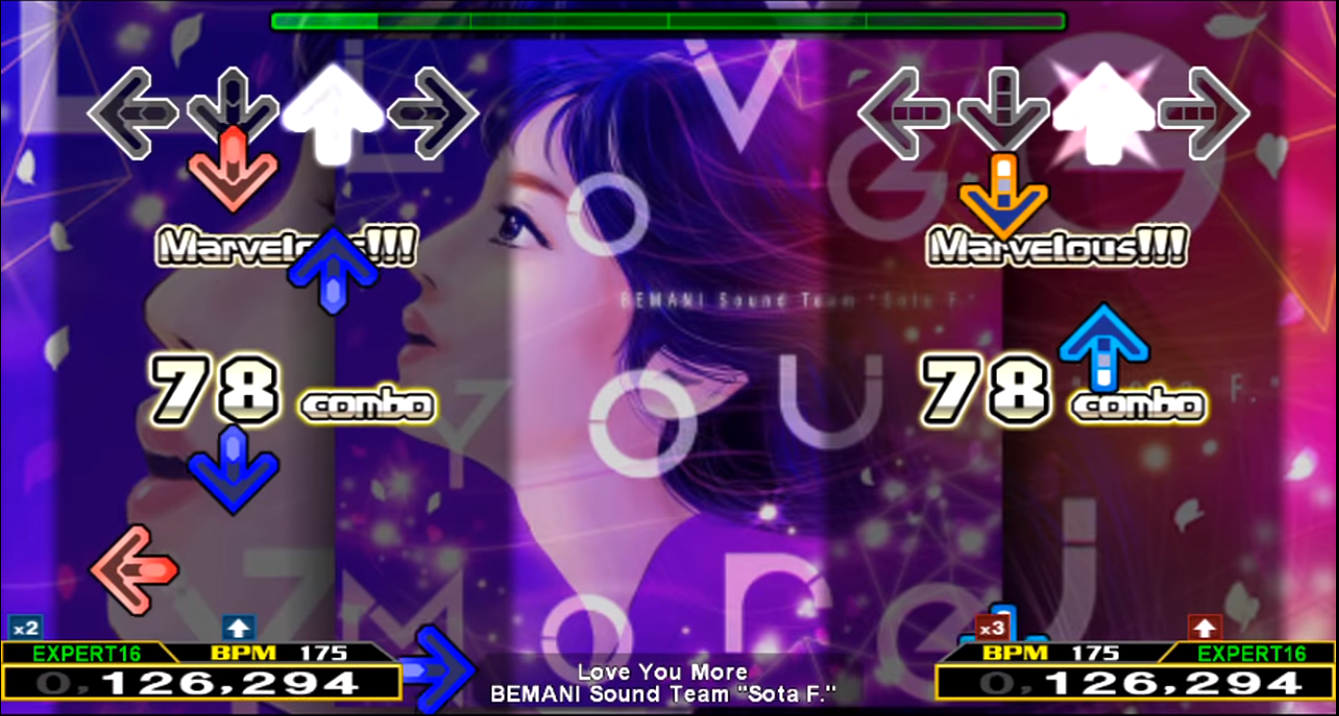 L O V E
Y O U
M o r e
BEMANI Sound Team "Sota F."
Marvelous!!!
Marvelous!!!
78 combo
78 combo
x2
x3
EXPERT16 BPM 175
BPM 175 EXPERT16
0,126,294
0,126,294
Love You More
BEMANI Sound Team "Sota F."